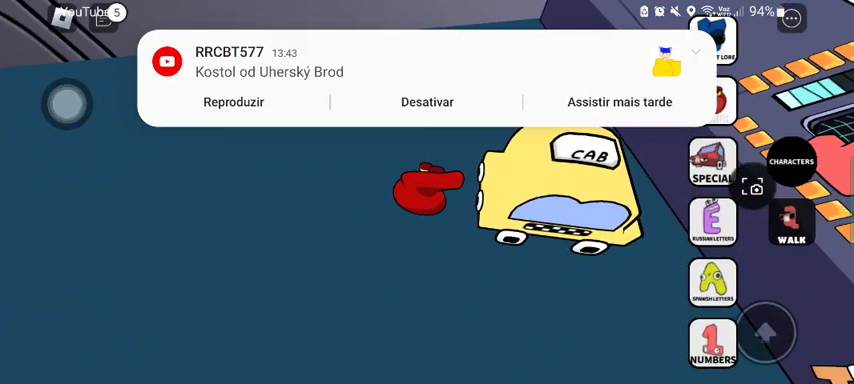 YouTube 5
94%
RRCBT577 13:43
Kostol od Uherský Brod
Reproduzir
Desativar
Assistir mais tarde
CAB
SPECIAL
CHARACTERS
RUSSIAN LETTERS
WALK
SPANISH LETTERS
NUMBERS